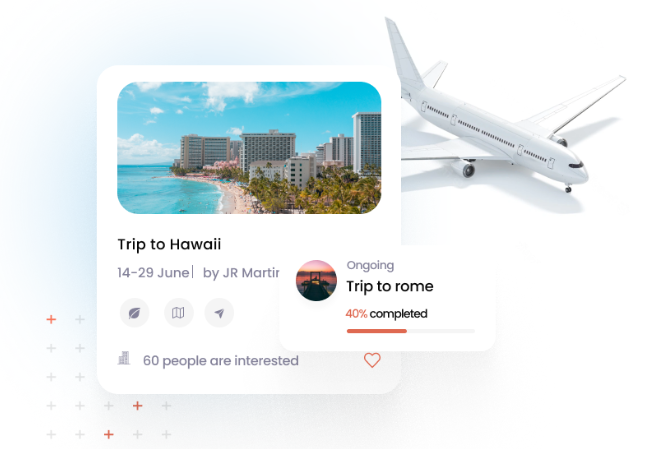 Trip to Hawaii
14-29 June| by JR Martin
Ongoing
Trip to rome
40% completed
60 people are interested